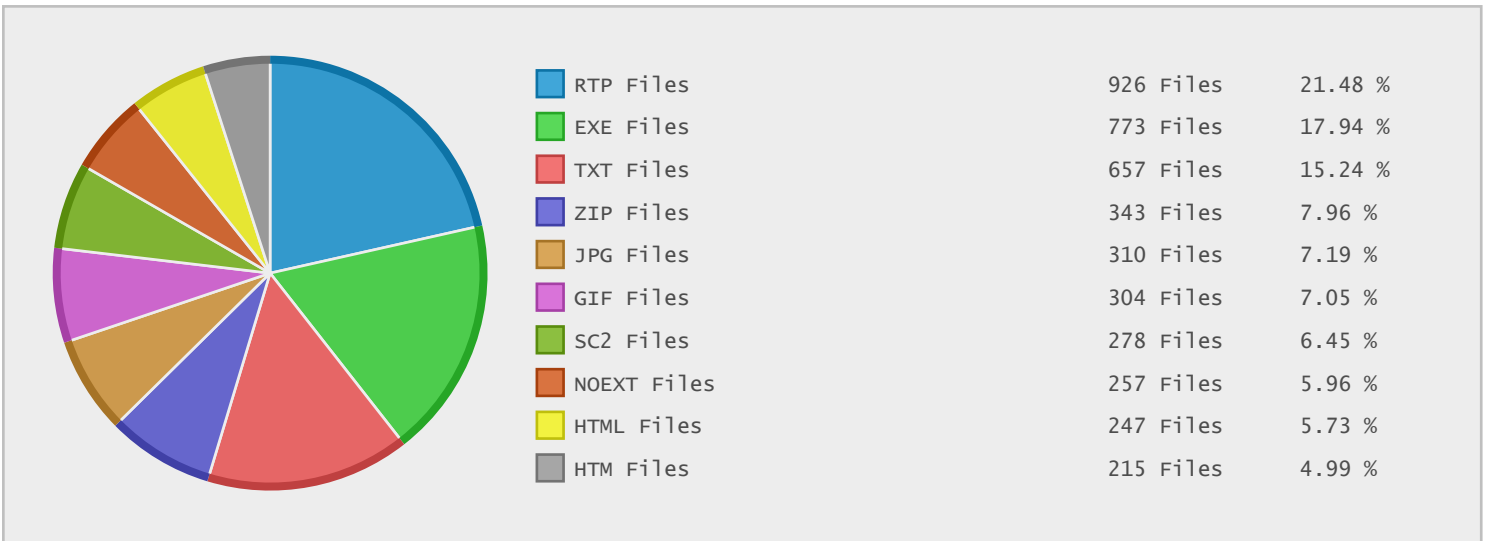 RTP Files 926 Files 21.48 %
EXE Files 773 Files 17.94 %
TXT Files 657 Files 15.24 %
ZIP Files 343 Files 7.96 %
JPG Files 310 Files 7.19 %
GIF Files 304 Files 7.05 %
SC2 Files 278 Files 6.45 %
NOEXT Files 257 Files 5.96 %
HTML Files 247 Files 5.73 %
HTM Files 215 Files 4.99 %